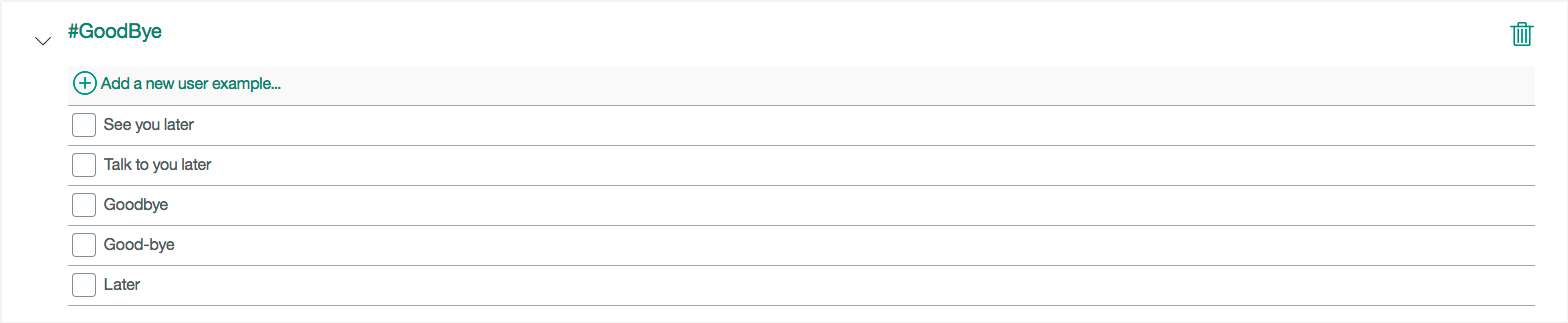 #GoodBye
Add a new user example...
See you later
Talk to you later
Goodbye
Good-bye
Later